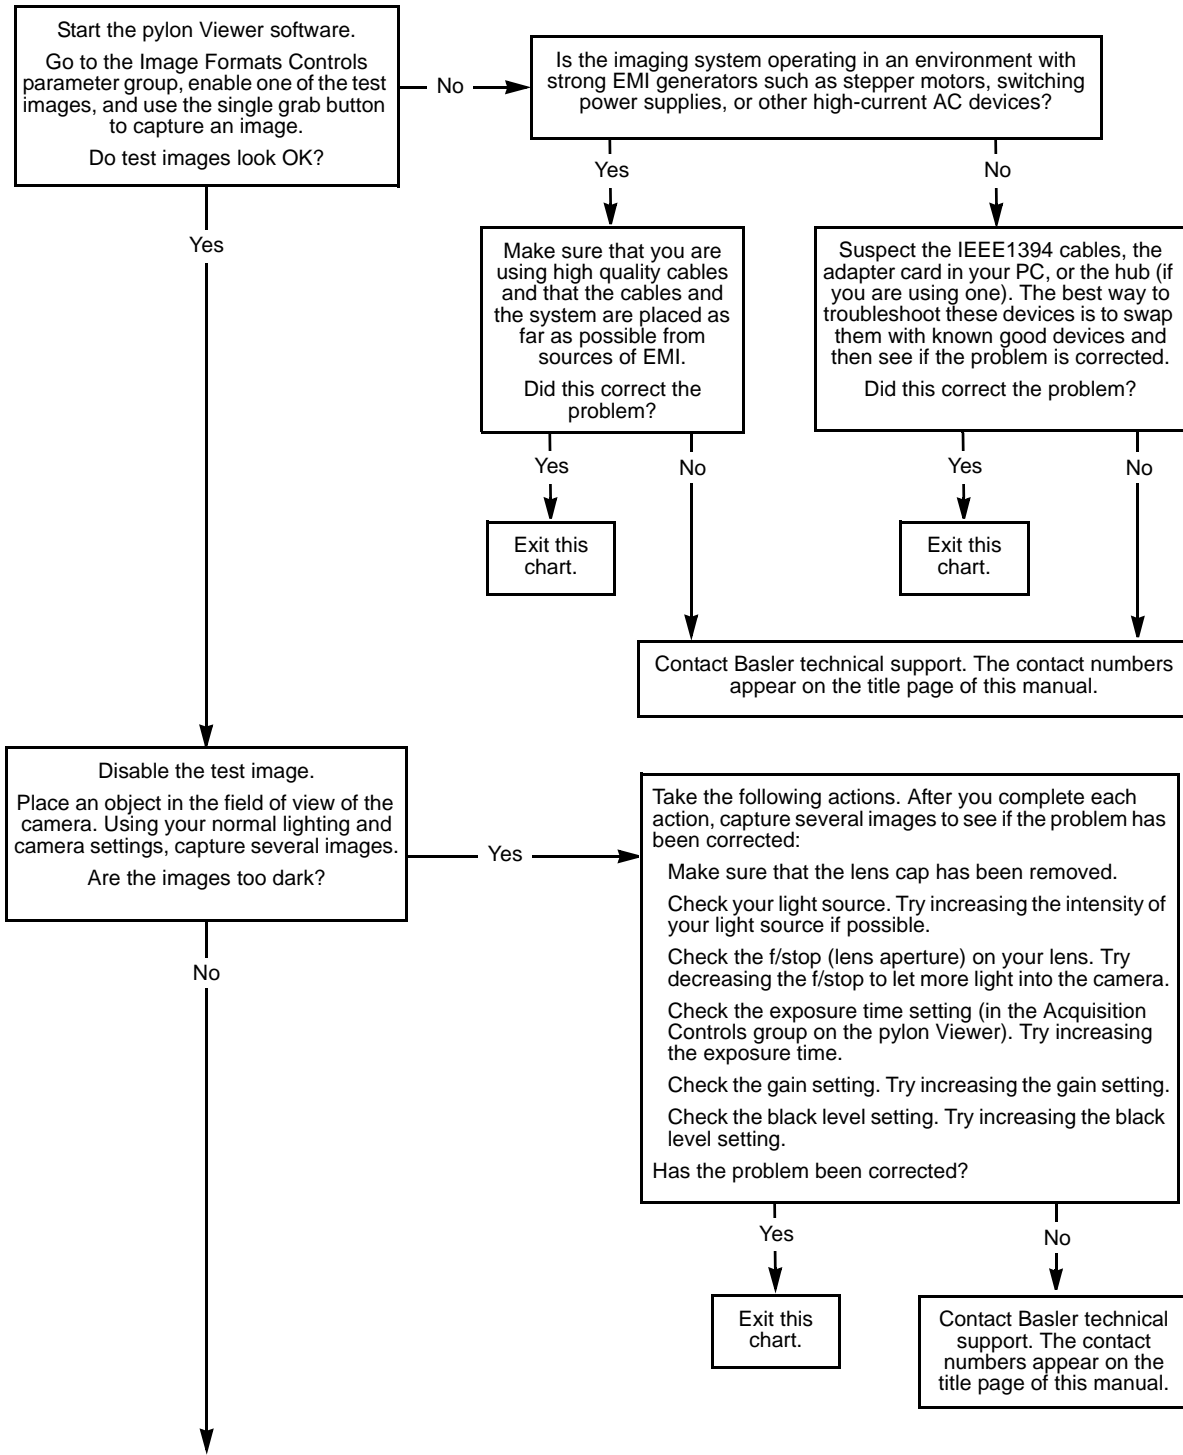 Start the pylon Viewer software.
Go to the Image Formats Controls
parameter group, enable one of the test
images, and use the single grab button
to capture an image.
Do test images look OK?
No
Is the imaging system operating in an environment with
strong EMI generators such as stepper motors, switching
power supplies, or other high-current AC devices?
Yes
No
Yes
Make sure that you are
using high quality cables
and that the cables and
the system are placed as
far as possible from
sources of EMI.
Did this correct the
problem?
Suspect the IEEE1394 cables, the
adapter card in your PC, or the hub (if
you are using one). The best way to
troubleshoot these devices is to swap
them with known good devices and
then see if the problem is corrected.
Did this correct the problem?
Yes
No
Yes
No
Exit this
chart.
Exit this
chart.
Contact Basler technical support. The contact numbers
appear on the title page of this manual.
Disable the test image.
Place an object in the field of view of the
camera. Using your normal lighting and
camera settings, capture several images.
Are the images too dark?
Yes
Take the following actions. After you complete each
action, capture several images to see if the problem has
been corrected:
Make sure that the lens cap has been removed.
Check your light source. Try increasing the intensity of
your light source if possible.
Check the f/stop (lens aperture) on your lens. Try
decreasing the f/stop to let more light into the camera.
Check the exposure time setting (in the Acquisition
Controls group on the pylon Viewer). Try increasing
the exposure time.
Check the gain setting. Try increasing the gain setting.
Check the black level setting. Try increasing the black
level setting.
Has the problem been corrected?
No
Yes
No
Exit this
chart.
Contact Basler technical
support. The contact
numbers appear on the
title page of this manual.